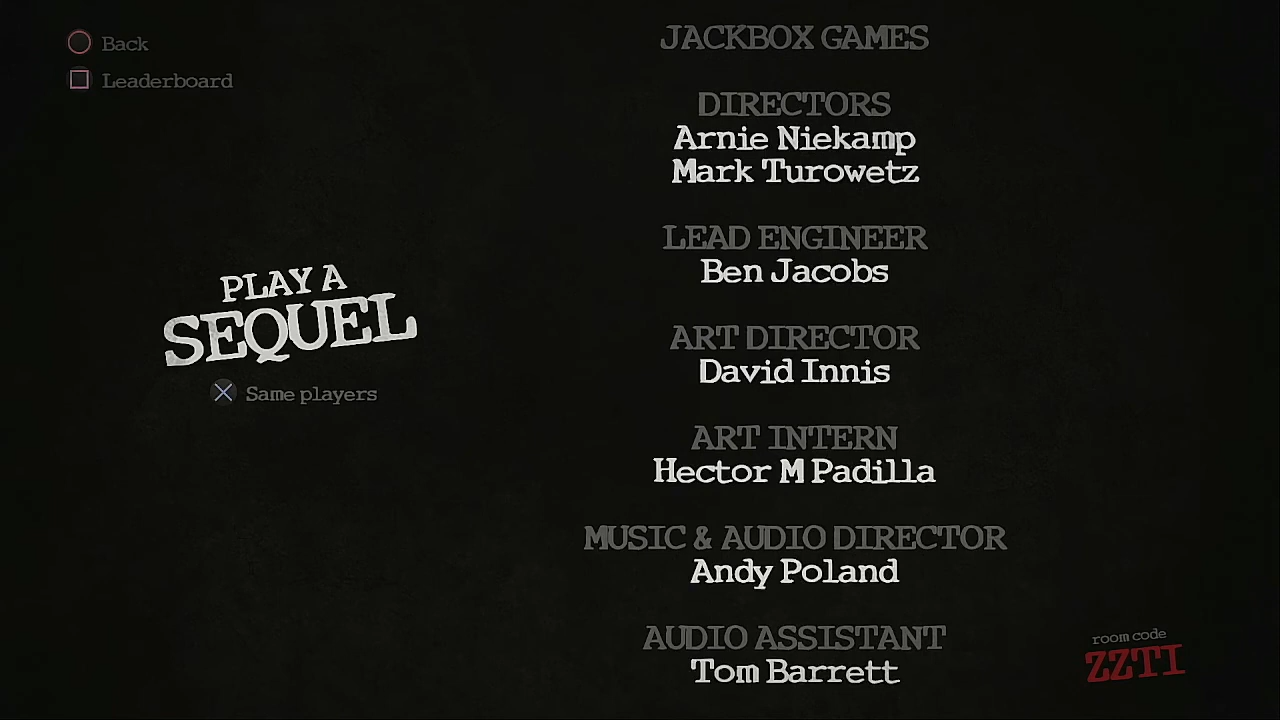 Back
Leaderboard
PLAY A
SEQUEL
Same players
JACKBOX GAMES
DIRECTORS
Arnie Niekamp
Mark Turowetz
LEAD ENGINEER
Ben Jacobs
ART DIRECTOR
David Innis
ART INTERN
Hector M Padilla
MUSIC & AUDIO DIRECTOR
Andy Poland
AUDIO ASSISTANT
Tom Barrett
room code
ZZTI